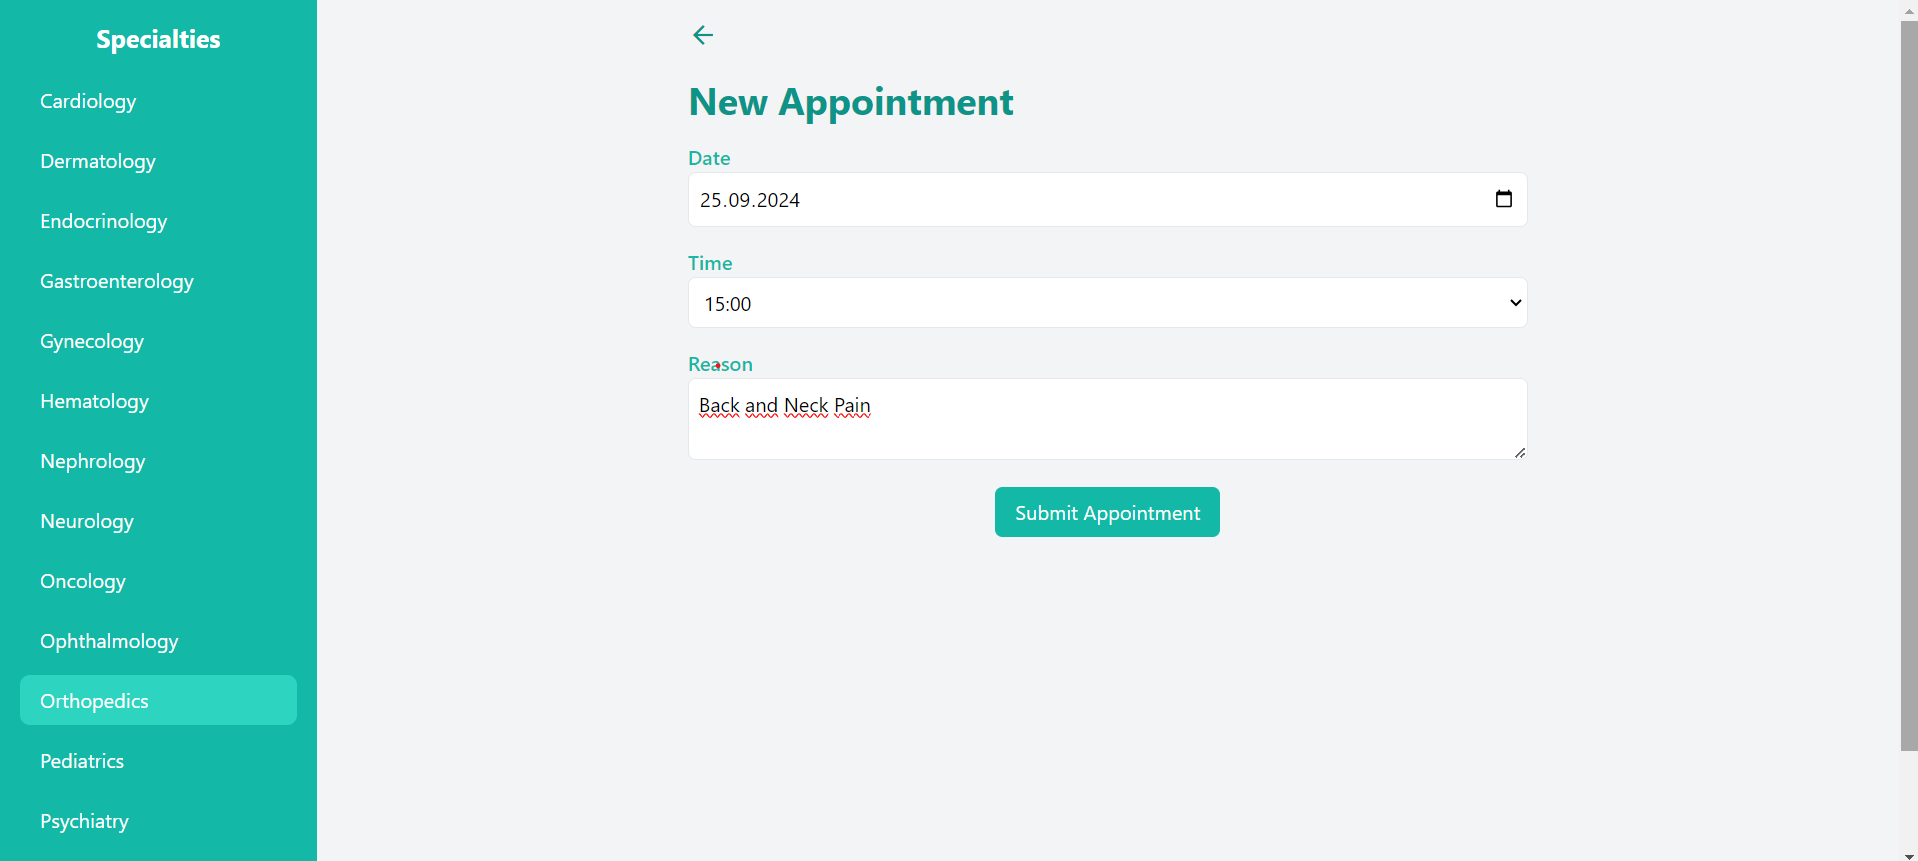 Specialties
Cardiology
Dermatology
Endocrinology
Gastroenterology
Gynecology
Hematology
Nephrology
Neurology
Oncology
Ophthalmology
Orthopedics
Pediatrics
Psychiatry
New Appointment
Date
25.09.2024
Time
15:00
Reason
Back and Neck Pain
Submit Appointment